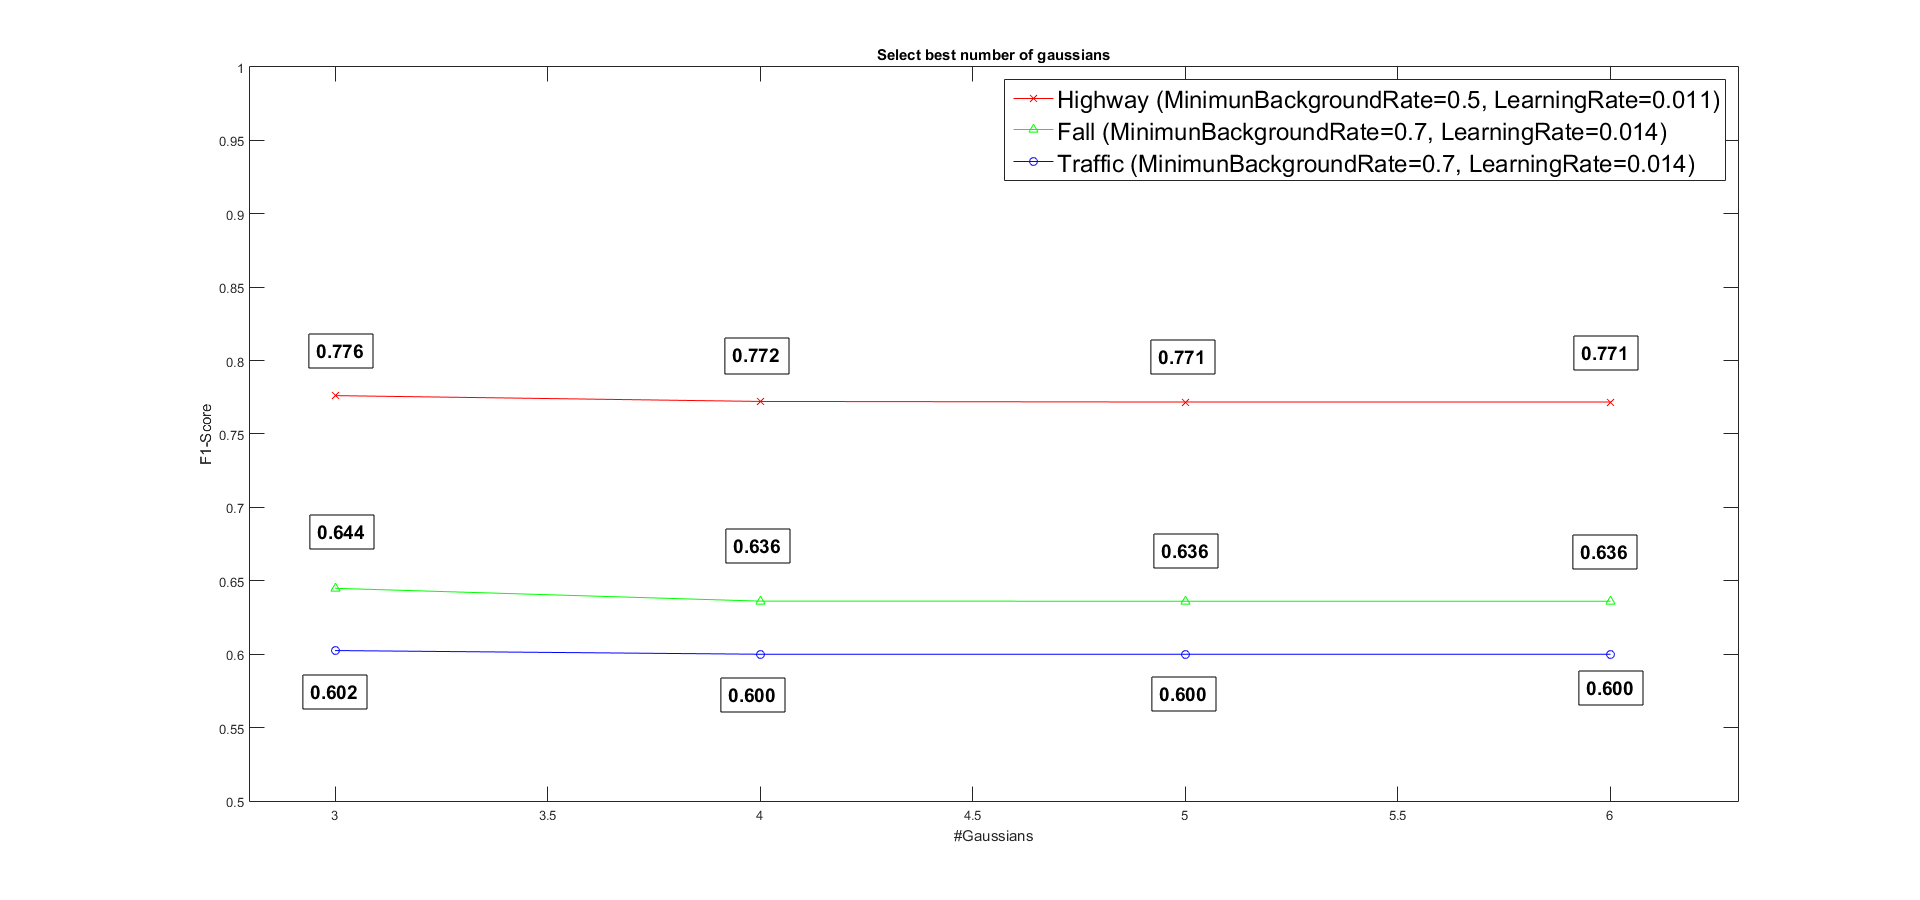 Select best number of gaussians
Highway (MinimunBackgroundRate=0.5, LearningRate=0.011)
Fall (MinimunBackgroundRate=0.7, LearningRate=0.014)
Traffic (MinimunBackgroundRate=0.7, LearningRate=0.014)
1
0.95
0.9
0.85
0.8
0.75
0.7
0.65
0.6
0.55
0.5
F1-Score
0.776 0.772 0.771 0.771
0.644 0.636 0.636 0.636
0.602 0.600 0.600 0.600
3 3.5 4 4.5 5 5.5 6
#Gaussians